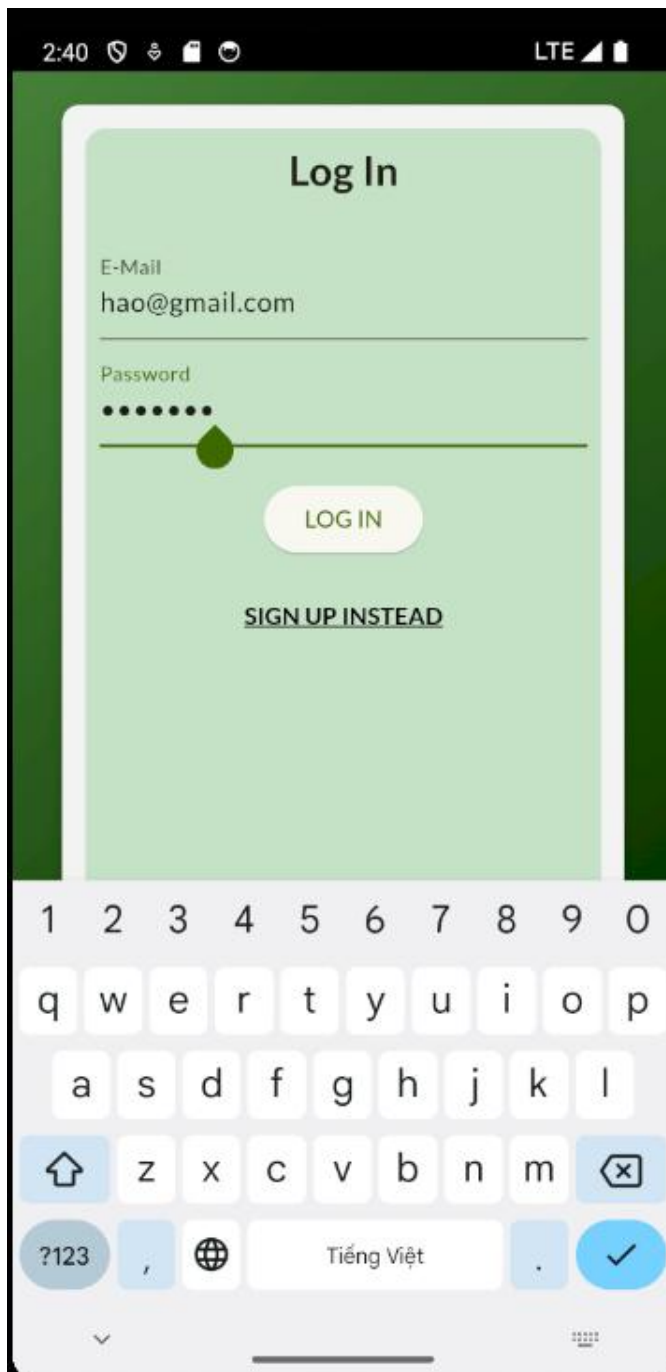 2:40 LTE
Log In
E-Mail
hao@gmail.com
Password
•••••••
LOG IN
SIGN UP INSTEAD
1 2 3 4 5 6 7 8 9 0
q w e r t y u i o p
a s d f g h j k l
z x c v b n m
?123 , Tiếng Việt .